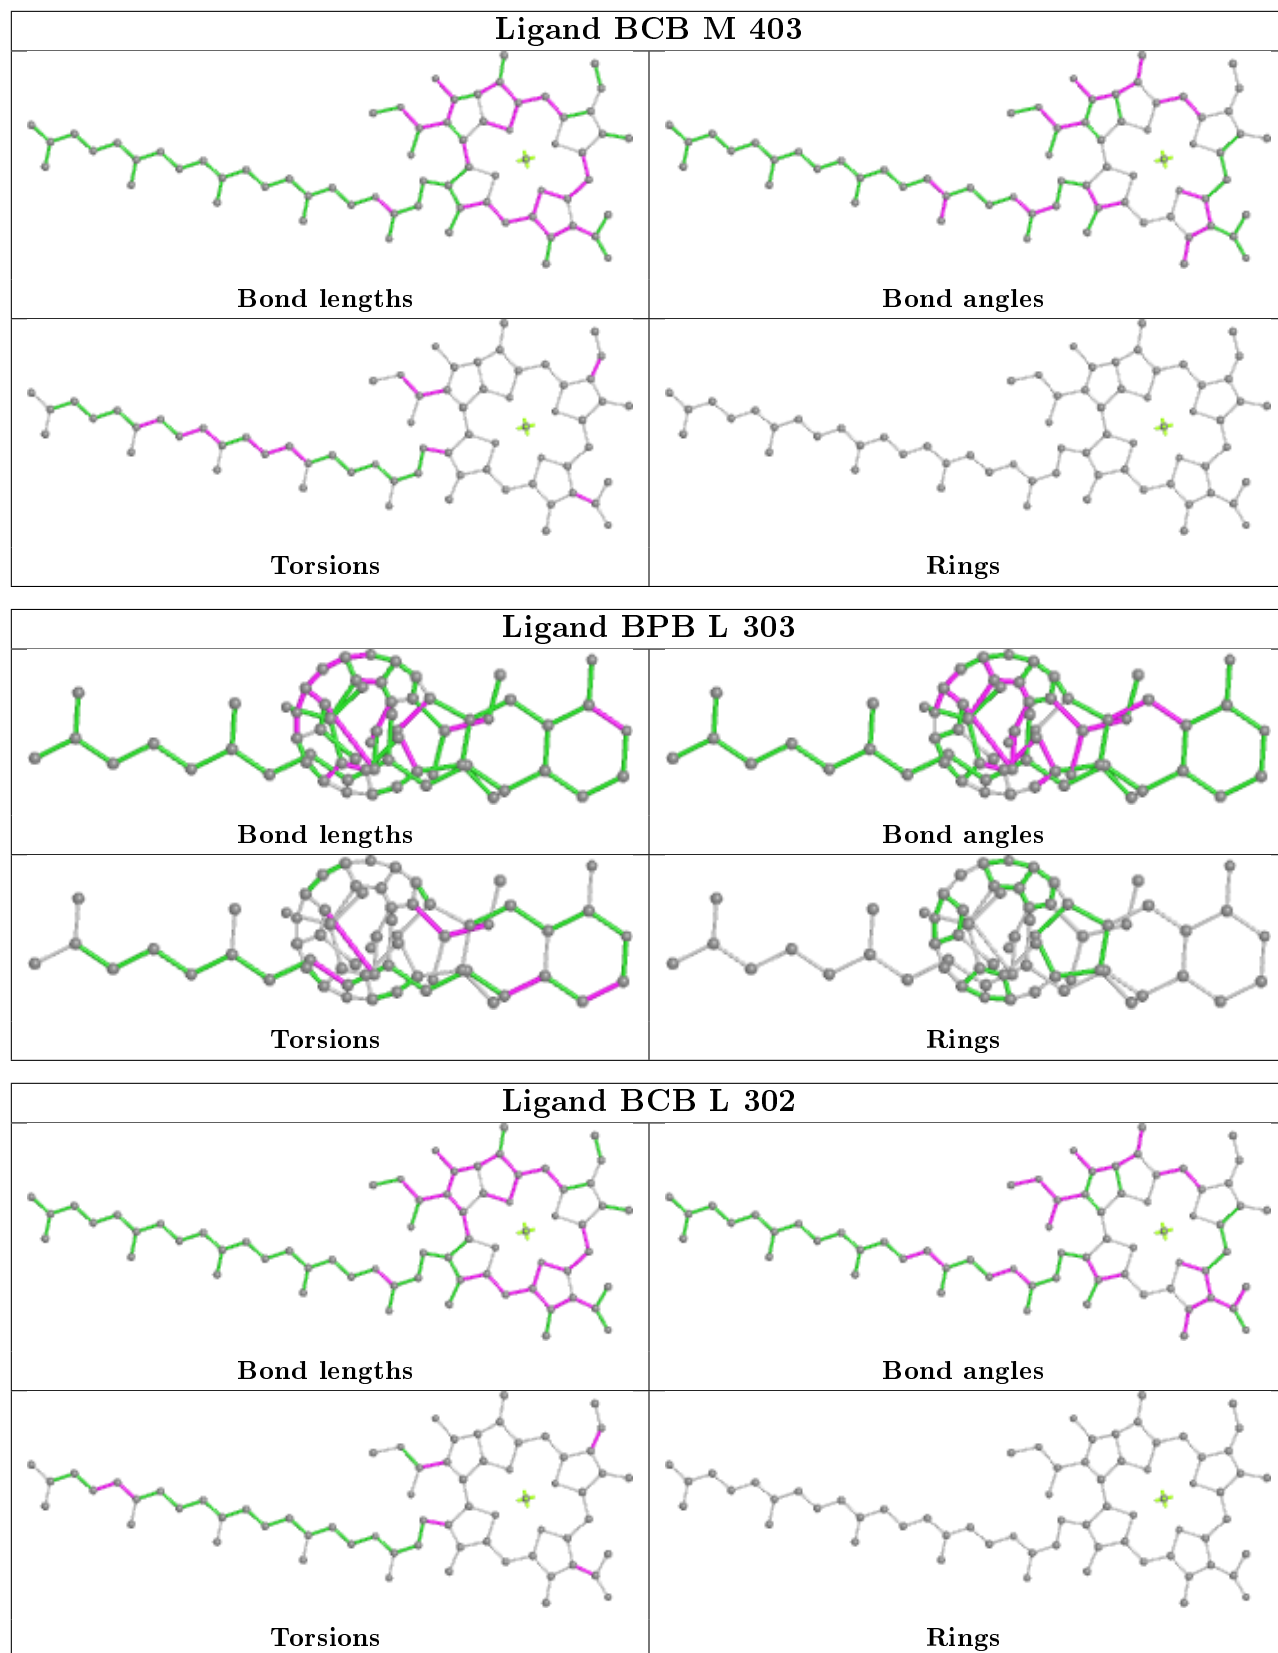 Ligand BCB M 403
Bond lengths
Bond angles
Torsions
Rings
Ligand BPB L 303
Bond lengths
Bond angles
Torsions
Rings
Ligand BCB L 302
Bond lengths
Bond angles
Torsions
Rings